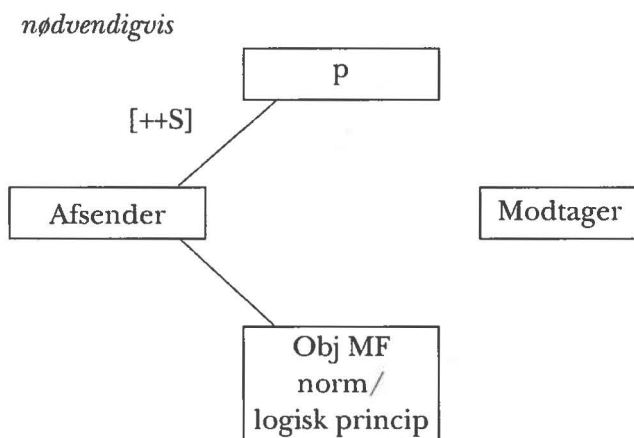 nødvendigvis
p
[++S]
Afsender
Modtager
Obj MF
norm/
logisk princip